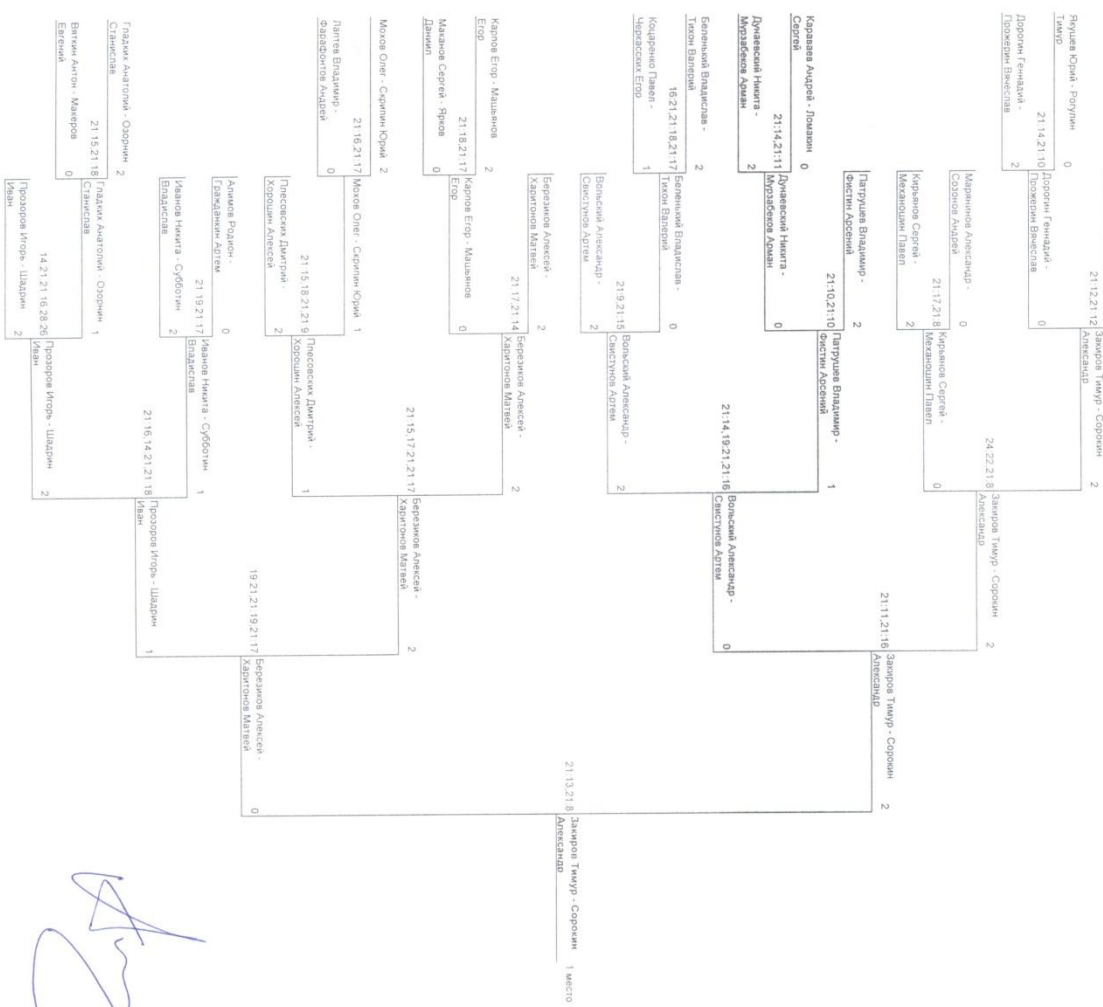 Якушев Юрий - Рогулин
Тимур
0
21:14,21:10
Дорогин Геннадий -
Прожерин Вячеслав
2
Караваев Андрей - Ломакин
Сергей
0
21:14,21:11
Дунаевский Никита -
Мурзабеков Арман
2
Беленький Владислав -
Тихон Валерий
2
16:21,21:18,21:17
Коцаренко Павел -
Черкасских Егор
1
Карпов Егор - Машьянов
Егор
2
21:18,21:17
Маканов Сергей - Ярков
Даниил
0
Мохов Олег - Скрипин Юрий
2
21:16,21:17
Лаптев Владимир -
Фарафонтов Андрей
0
Гладких Анатолий - Озорнин
Станислав
2
21:15,21:18
Вяткин Антон - Макеров
Евгений
0
21:12,21:12
Дорогин Геннадий -
Прожерин Вячеслав
0
Марянинов Александр -
Созонов Андрей
0
21:17,21:8
Кирьянов Сергей -
Механошин Павел
2
Патрушев Владимир -
Фистин Арсений
2
21:10,21:10
Дунаевский Никита -
Мурзабеков Арман
0
Беленький Владислав -
Тихон Валерий
0
21:9,21:15
Вольский Александр -
Свистунов Артем
2
Березиков Алексей -
Харитонов Матвей
2
21:17,21:14
Карпов Егор - Машьянов
Егор
0
Мохов Олег - Скрипин Юрий
1
21:15,18:21,21:9
Плесовских Дмитрий -
Хорошин Алексей
2
Алимов Родион -
Гражданкин Артем
0
21:19,21:17
Иванов Никита - Субботин
Владислав
2
Гладких Анатолий - Озорнин
Станислав
1
14:21,21:16,28:26
Прозоров Игорь - Шадрин
Иван
2
Закиров Тимур - Сорокин
Александр
2
24:22,21:8
Кирьянов Сергей -
Механошин Павел
0
Патрушев Владимир -
Фистин Арсений
1
21:14,19:21,21:16
Вольский Александр -
Свистунов Артем
2
Березиков Алексей -
Харитонов Матвей
2
21:15,17:21,21:17
Плесовских Дмитрий -
Хорошин Алексей
1
Иванов Никита - Субботин
Владислав
1
21:16,14:21,21:18
Прозоров Игорь - Шадрин
Иван
2
Закиров Тимур - Сорокин
Александр
2
21:11,21:16
Вольский Александр -
Свистунов Артем
0
Березиков Алексей -
Харитонов Матвей
2
19:21,21:19,21:17
Прозоров Игорь - Шадрин
Иван
1
Закиров Тимур - Сорокин
Александр
2
21:13,21:8
Березиков Алексей -
Харитонов Матвей
0
Закиров Тимур - Сорокин
Александр
1 место